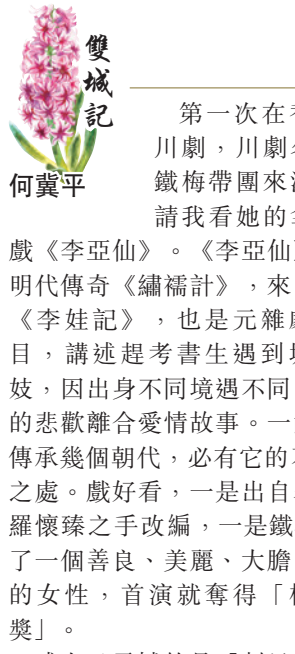 雙城記
何冀平
第一次在
川劇,川劇
鐵梅帶團來
請我看她的
戲《李亞仙》。《李亞仙
明代傳奇《繡襦計》,來
《李娃記》,也是元雜
目,講述趕考書生遇到
妓,因出身不同境遇不同
的悲歡離合愛情故事。一
傳承幾個朝代,必有它的
之處。戲好看,一是出自
羅懷臻之手改編,一是鐵
了一個善良、美麗、大膽
的女性,首演就奪得「
獎」。